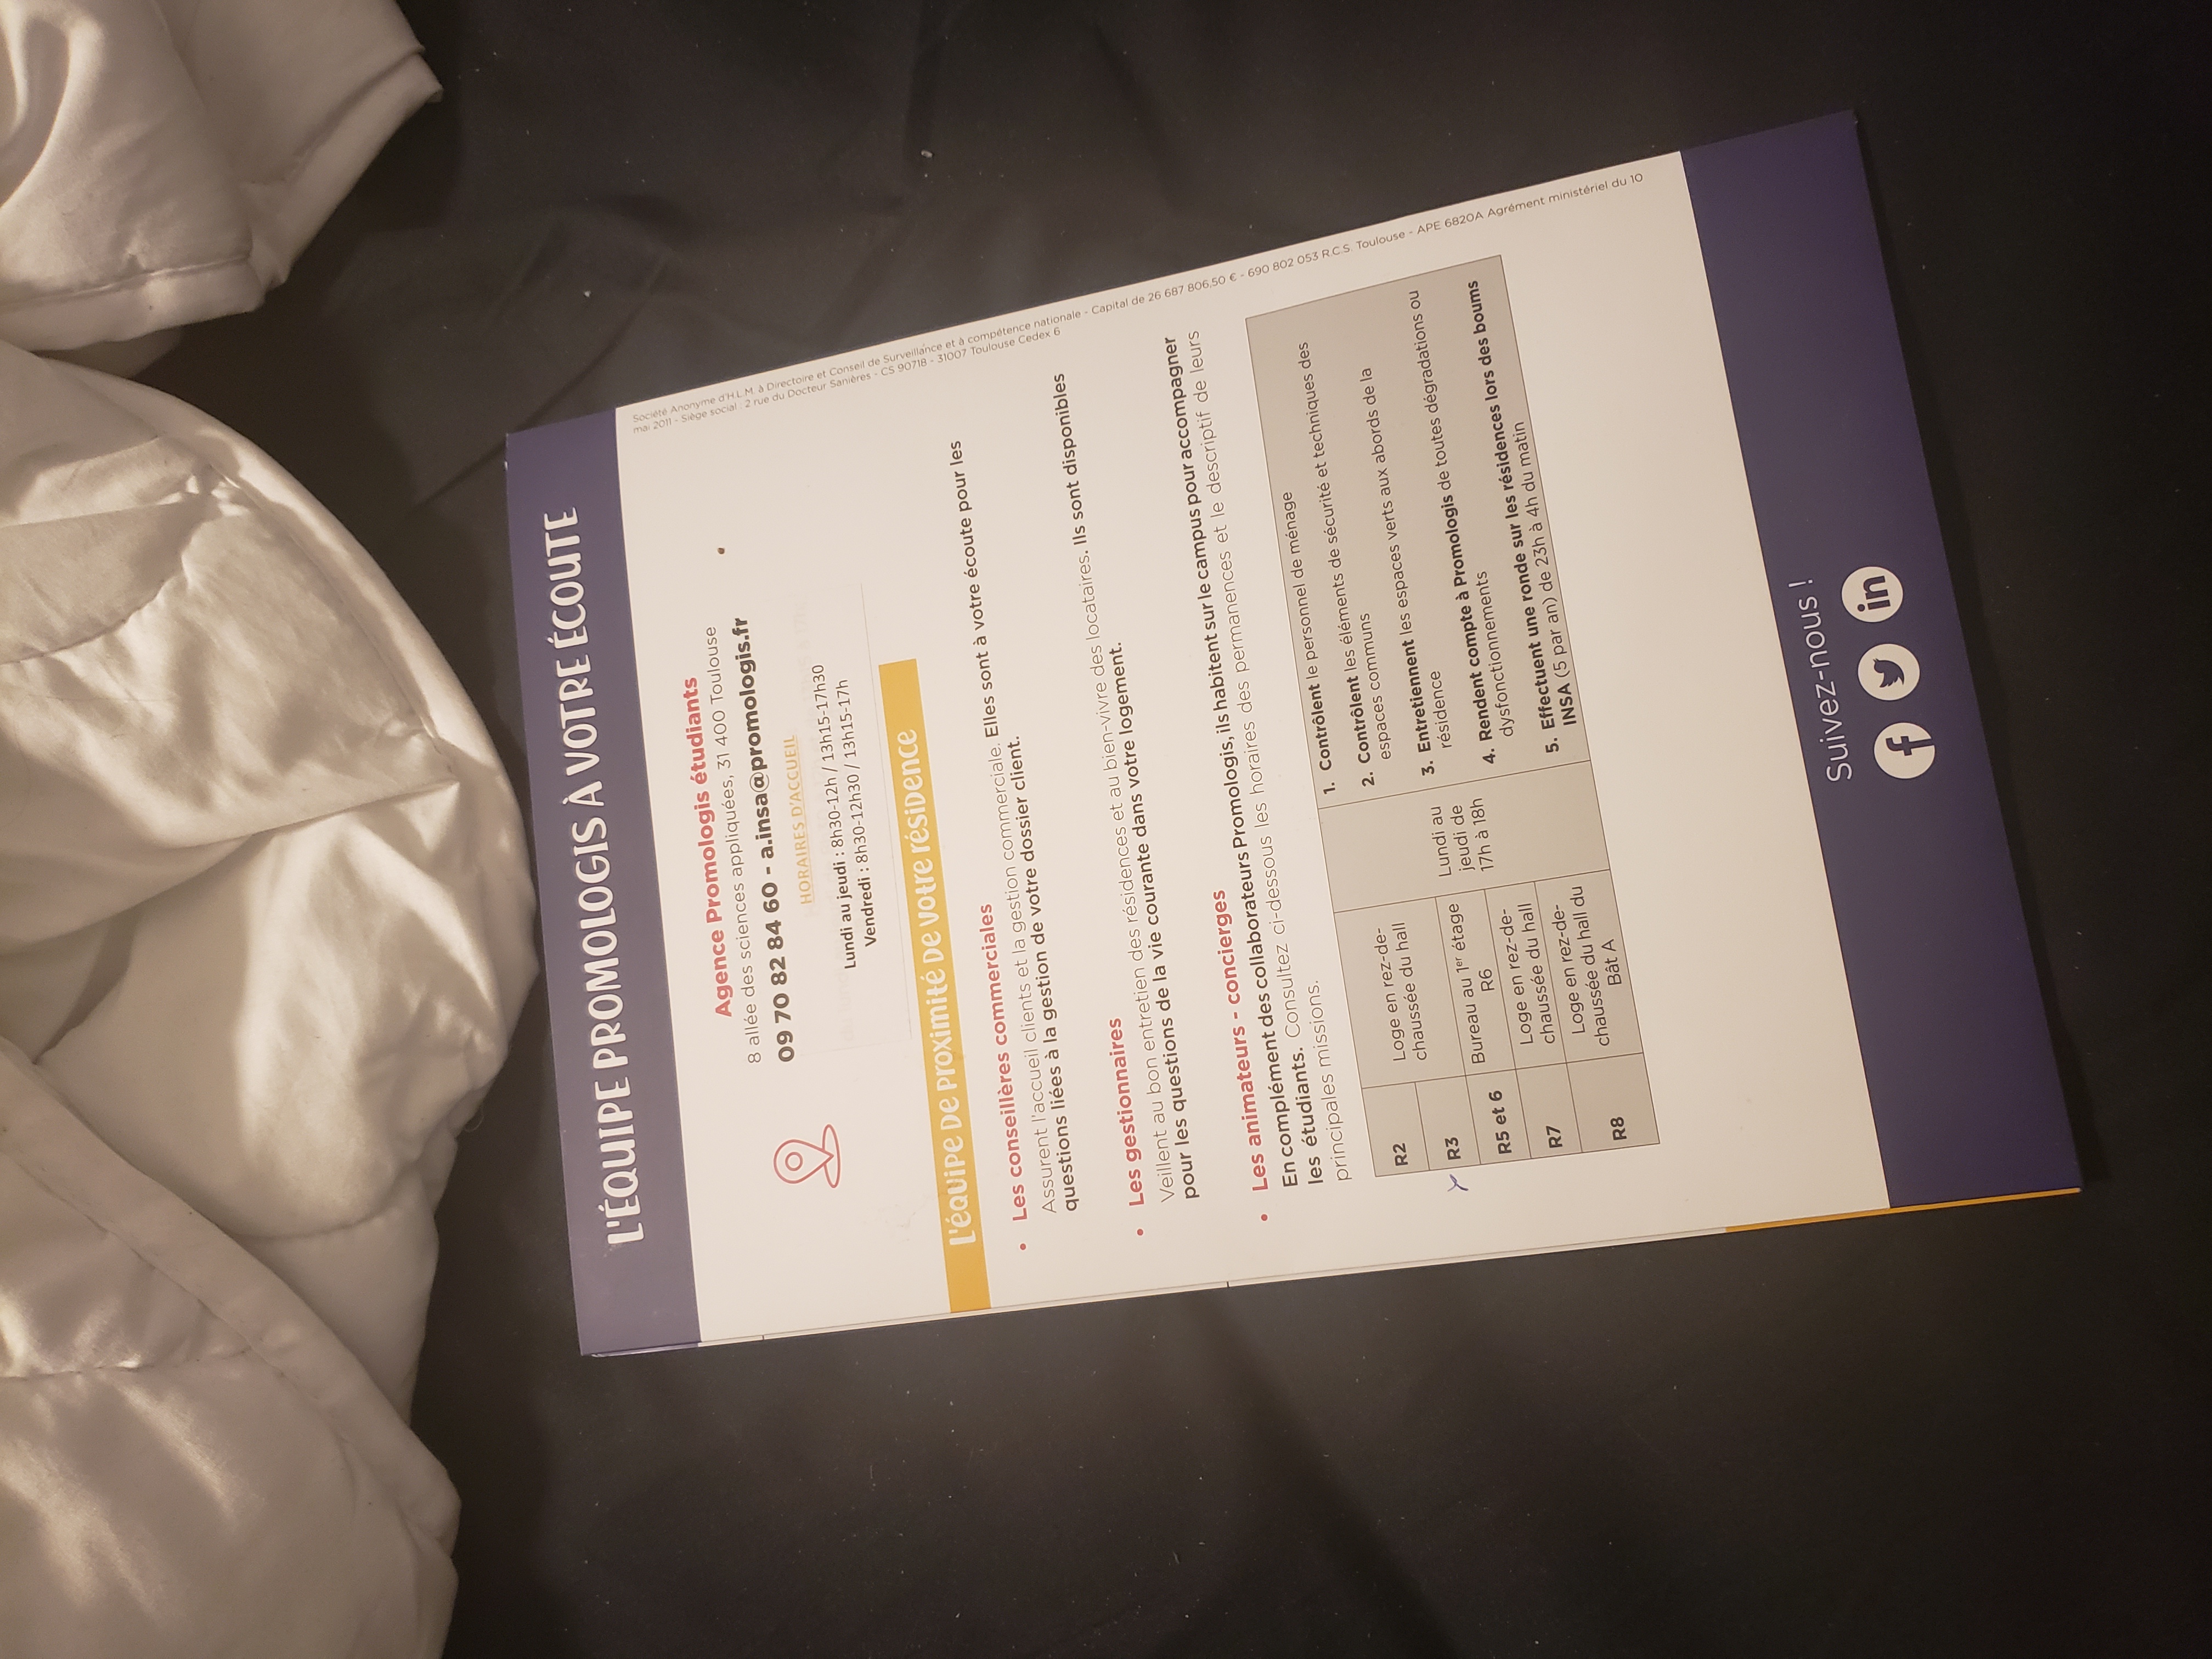 L'ÉQUIPE PROMOLOGIS À VOTRE ÉCOUTE
Agence Promologis étudiants
8 allée des sciences appliquées, 31 400 Toulouse
09 70 82 84 60 - a.insa@promologis.fr
HORAIRES D'ACCUEIL
Lundi au jeudi : 8h30-12h / 13h15-17h30
Vendredi : 8h30-12h30 / 13h15-17h
L'équipe de proximité de votre résidence
• Les conseillères commerciales
Assurent l'accueil clients et la gestion commerciale. Elles sont à votre écoute pour les
questions liées à la gestion de votre dossier client.
• Les gestionnaires
Veillent au bon entretien des résidences et au bien-vivre des locataires. Ils sont disponibles
pour les questions de la vie courante dans votre logement.
• Les animateurs - concierges
En complément des collaborateurs Promologis, ils habitent sur le campus pour accompagner
les étudiants. Consultez ci-dessous les horaires des permanences et le descriptif de leurs
principales missions.
R2
R3
Loge en rez-de-
chaussée du hall
R5 et 6
Bureau au 1er étage
R6
R7
Loge en rez-de-
chaussée du hall
R8
Loge en rez-de-
chaussée du hall du
Bât A
Lundi au
jeudi de
17h à 18h
1. Contrôlent le personnel de ménage
2. Contrôlent les éléments de sécurité et techniques des
espaces communs
3. Entretiennent les espaces verts aux abords de la
résidence
4. Rendent compte à Promologis de toutes dégradations ou
dysfonctionnements
5. Effectuent une ronde sur les résidences lors des boums
INSA (5 par an) de 23h à 4h du matin
Société Anonyme d'H.L.M. à Directoire et Conseil de Surveillance et à compétence nationale - Capital de 26 687 806,50 € - 690 802 053 R.C.S. Toulouse - APE 6820A Agrément ministériel du 10
mai 2011 - Siège social : 2 rue du Docteur Sanières - CS 90718 - 31007 Toulouse Cedex 6
Suivez-nous !